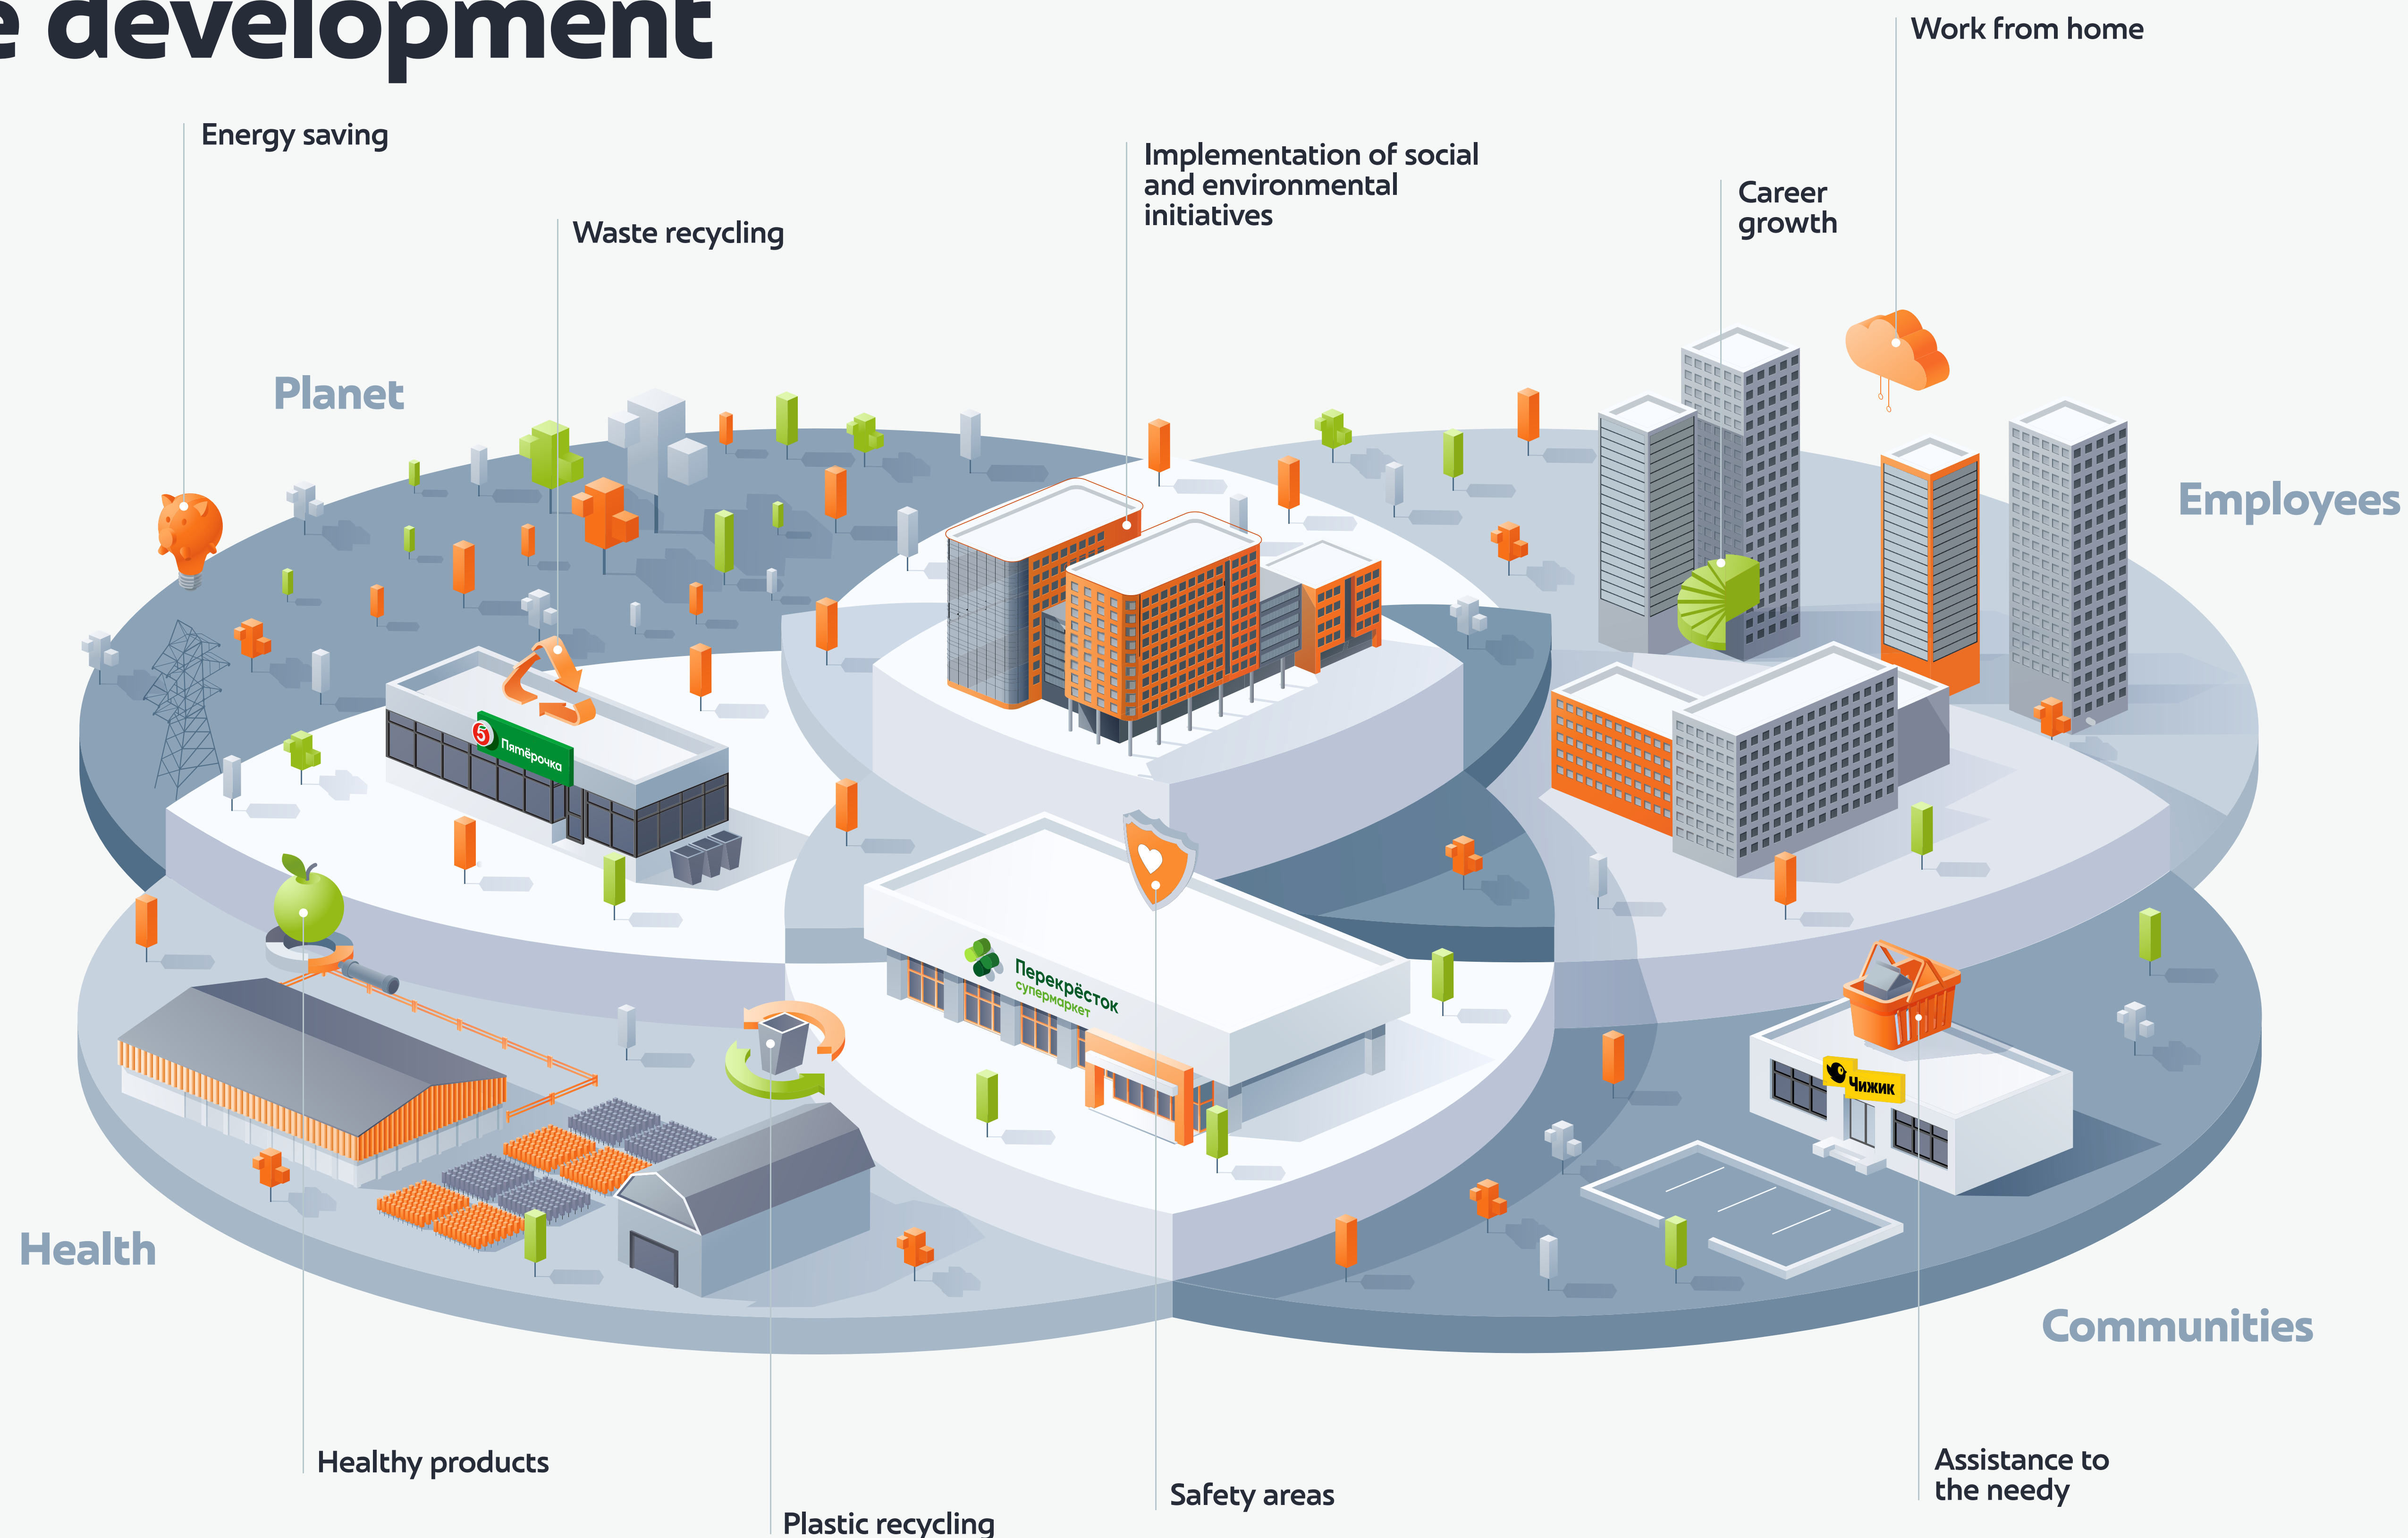 e development
Work from home
Energy saving
Implementation of social
and environmental
initiatives
Career
growth
Waste recycling
Planet
Employees
5
Пятёрочка
Перекрёсток
супермаркет
Чижик
Health
Communities
Healthy products
Assistance to
the needy
Safety areas
Plastic recycling